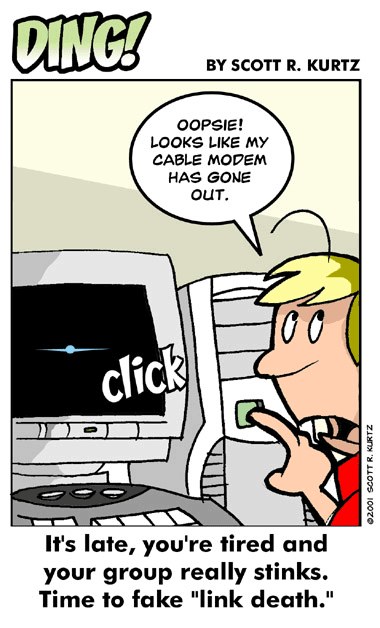 DING!
BY SCOTT R. KURTZ
OOPSIE!
LOOKS LIKE MY
CABLE MODEM
HAS GONE
OUT.
click
©2001 SCOTT R. KURTZ
It's late, you're tired and
your group really stinks.
Time to fake "link death."